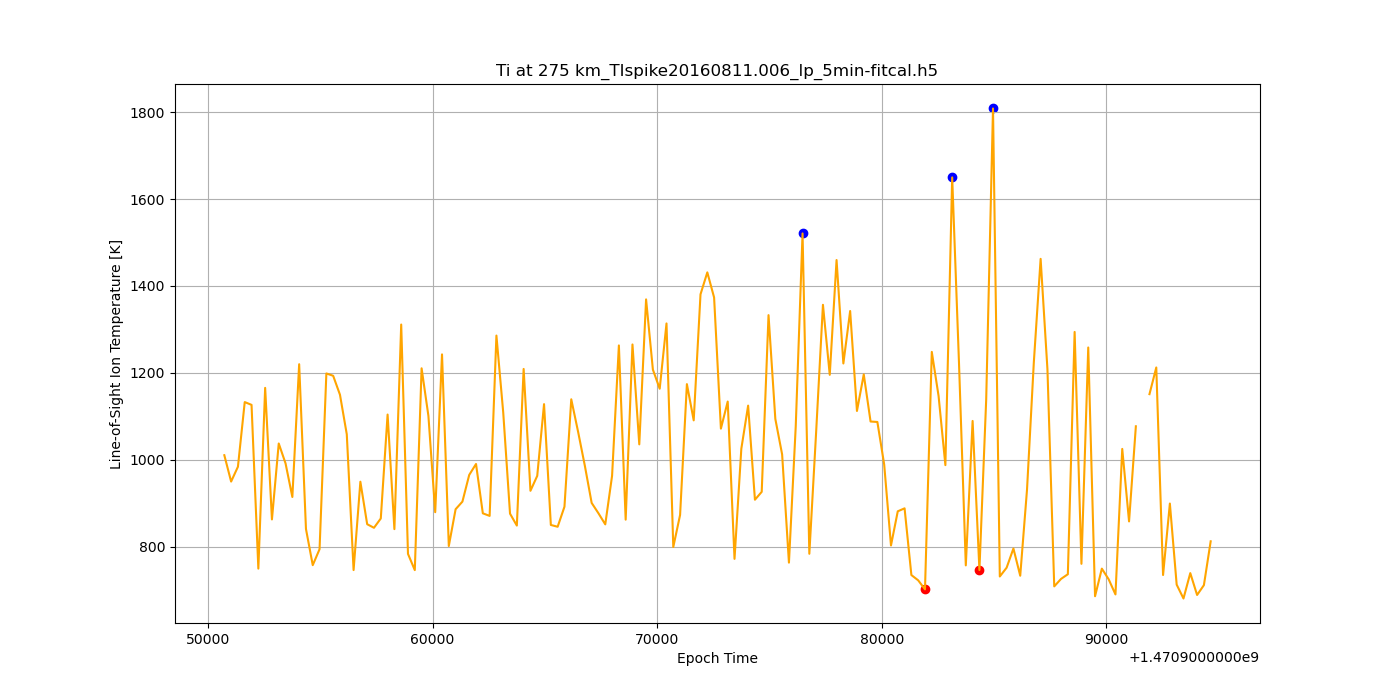 Ti at 275 km_TIspike20160811.006_lp_5min-fitcal.h5
Line-of-Sight Ion Temperature [K]
1800
1600
1400
1200
1000
800
50000 60000 70000 80000 90000
Epoch Time
+1.4709000000e9